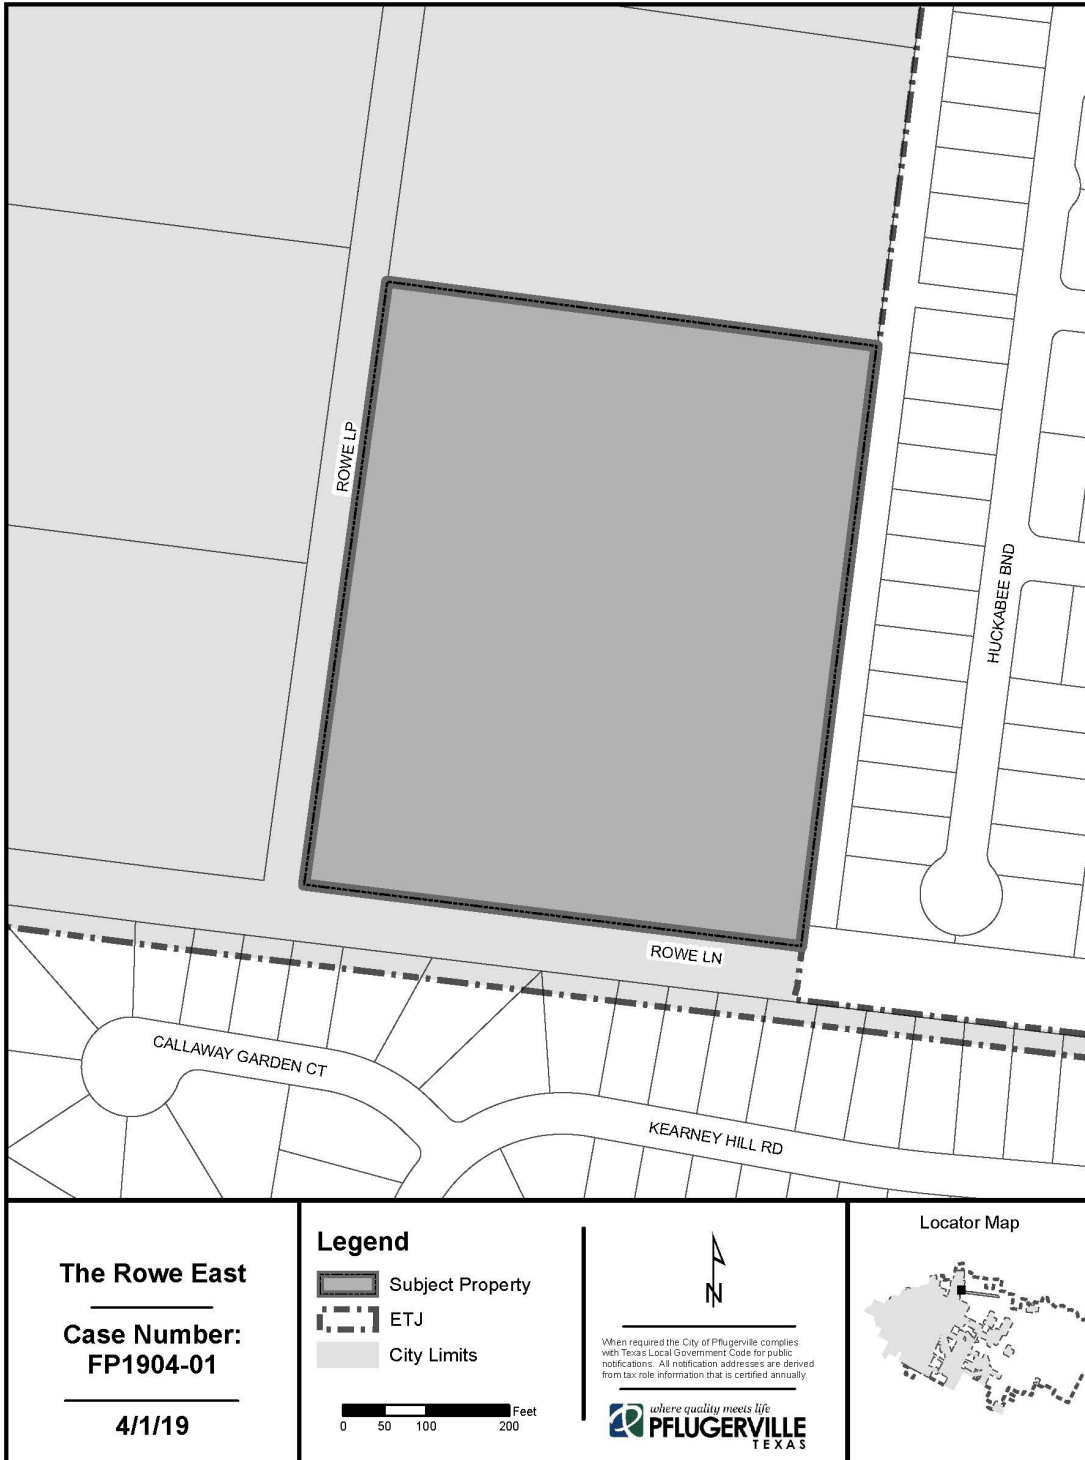 ROWE LP
HUCKABEE BND
ROWE LN
CALLAWAY GARDEN CT
KEARNEY HILL RD
The Rowe East
Case Number:
FP1904-01
4/1/19
Legend
Subject Property
ETJ
City Limits
0 50 100 200 Feet
N
When required the City of Pflugerville complies
with Texas Local Government Code for public
notifications. All notification addresses are derived
from tax role information that is certified annually.
where quality meets life
PFLUGERVILLE
TEXAS
Locator Map